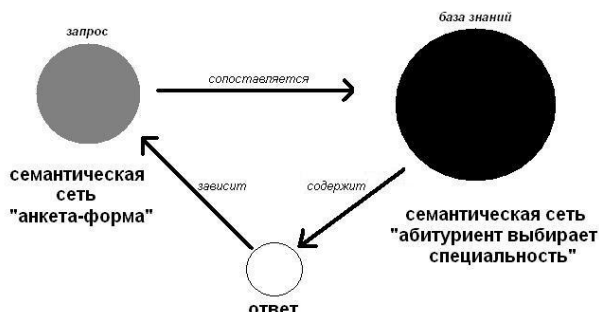 запрос
база знаний
сопоставляется
зависит
содержит
семантическая
сеть
"анкета-форма"
семантическая сеть
"абитуриент выбирает
специальность"
ответ